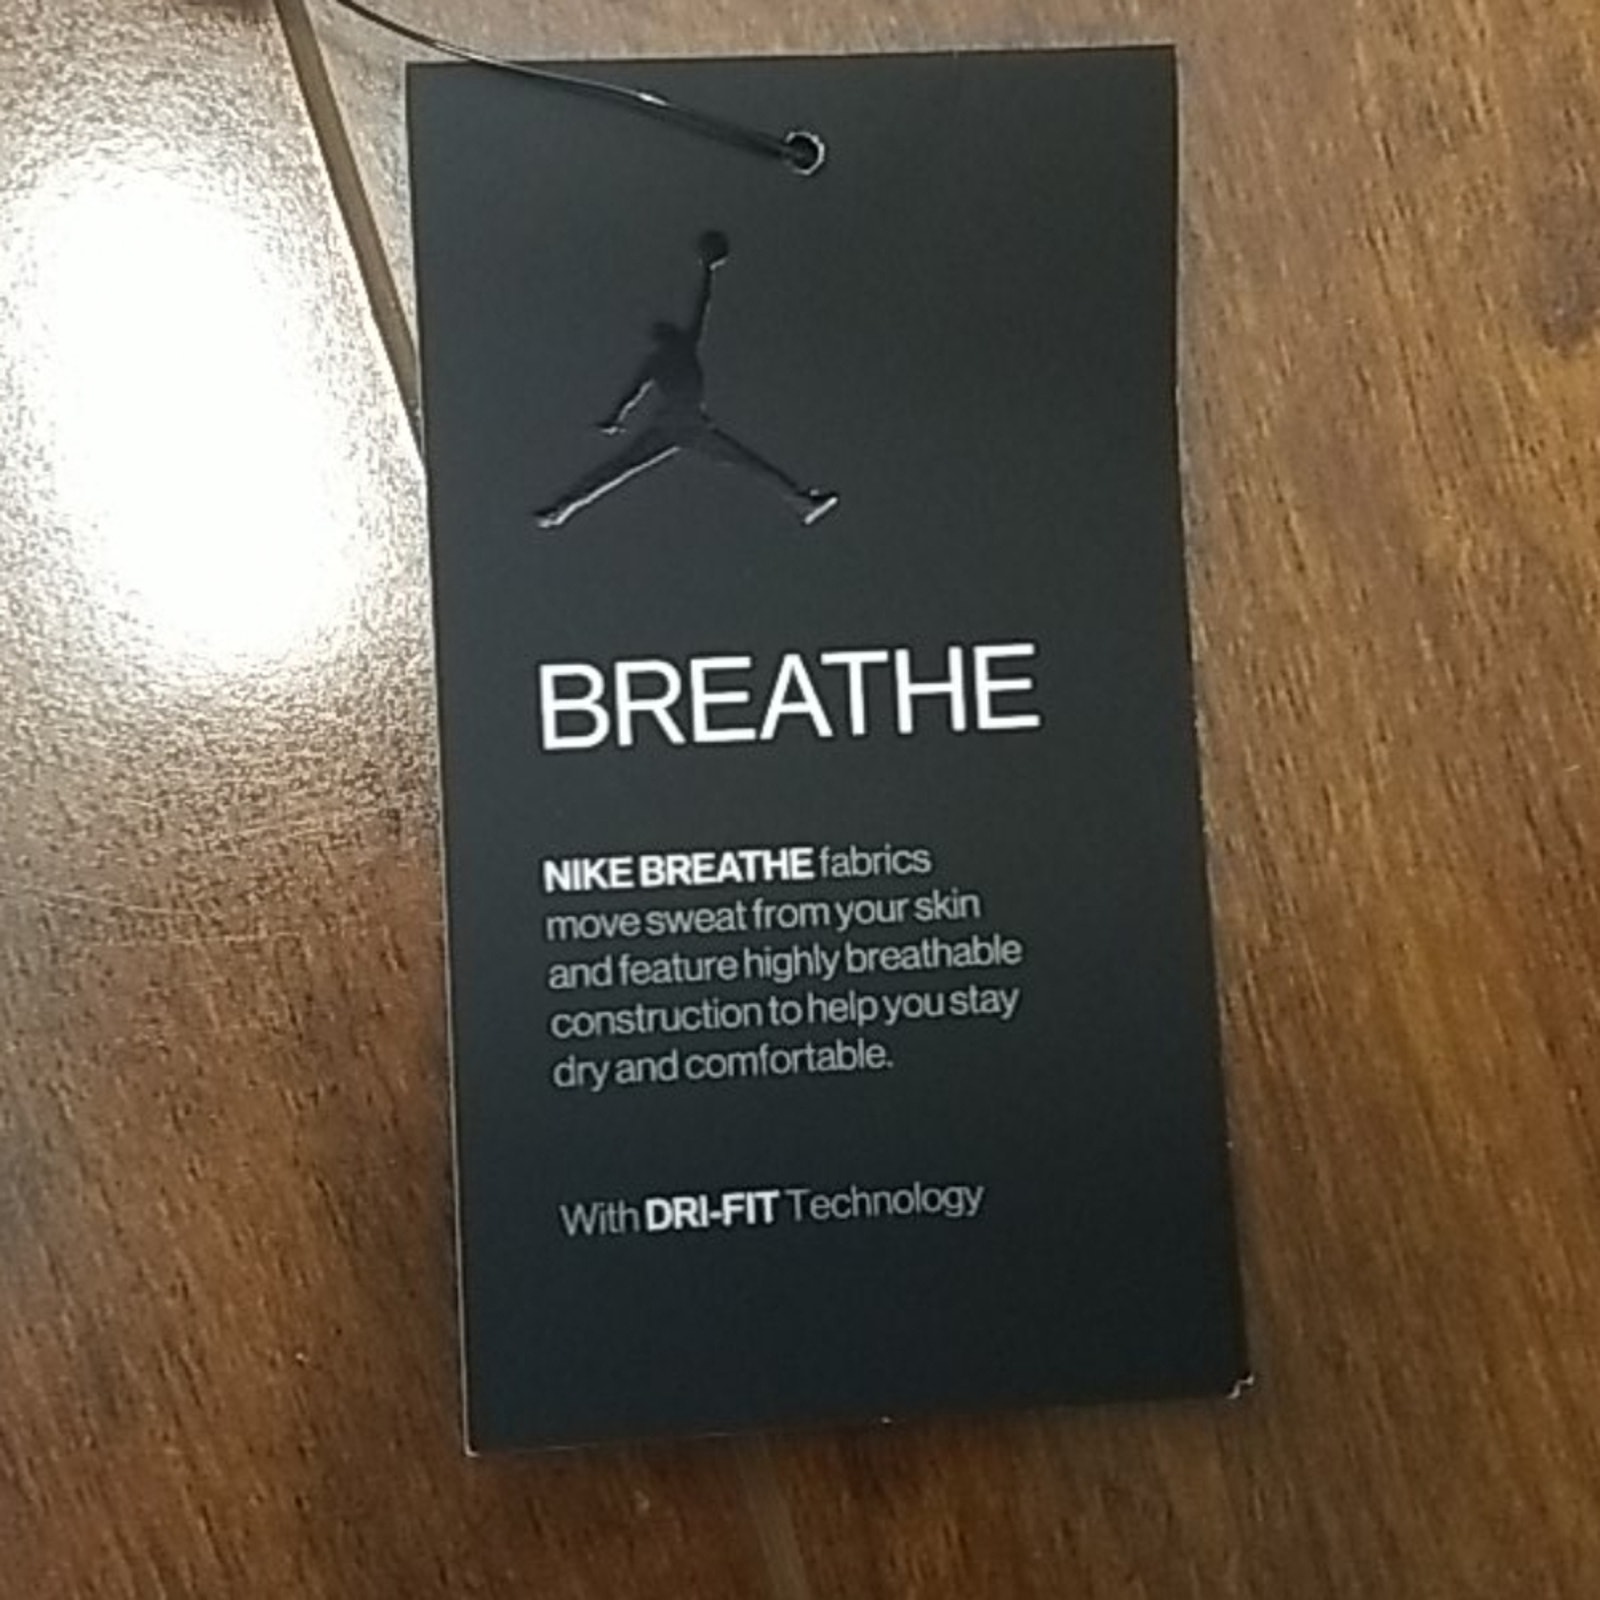 BREATHE
NIKE BREATHE fabrics
move sweat from your skin
and feature highly breathable
construction to help you stay
dry and comfortable.
With DRI-FIT Technology